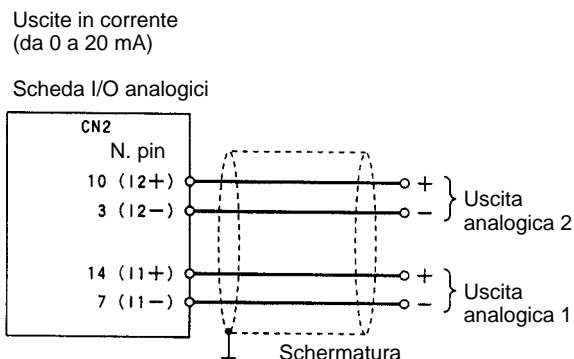 Uscite in corrente
(da 0 a 20 mA)
Scheda I/O analogici
CN2
N. pin
10 (I2+)
+
3 (I2−)
−
Uscita
analogica 2
14 (I1+)
+
7 (I1−)
−
Uscita
analogica 1
Schermatura